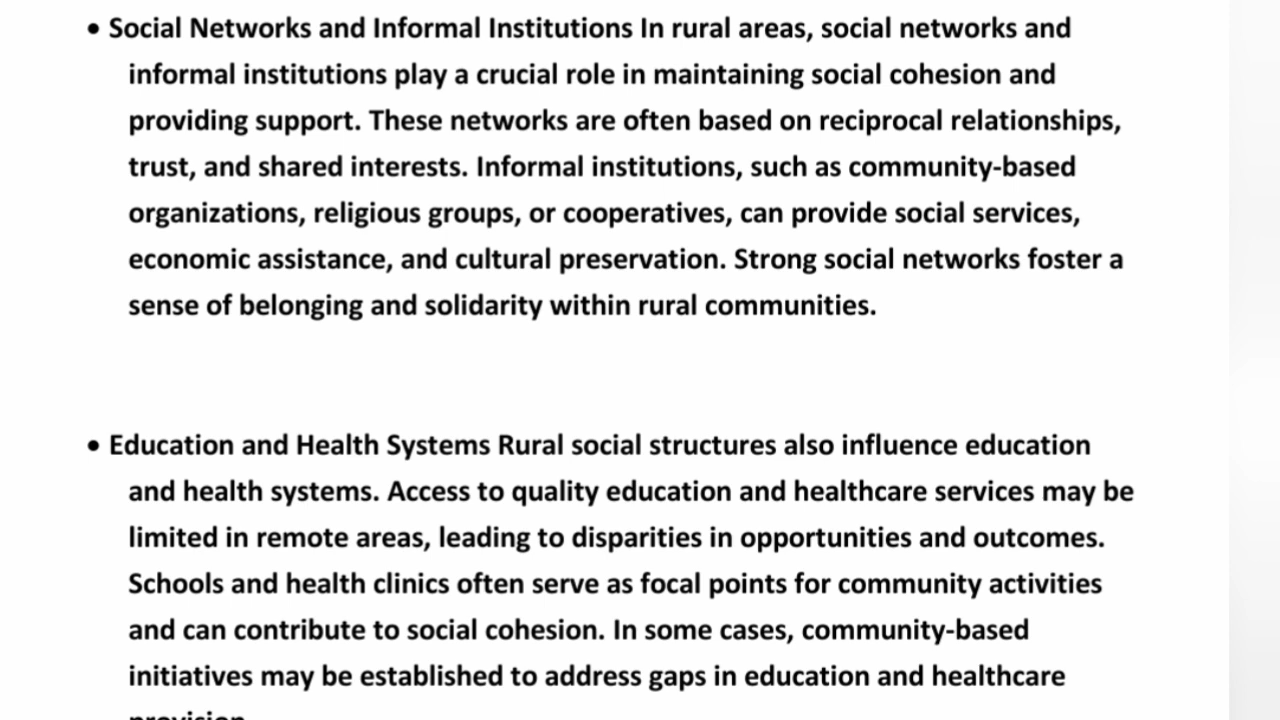 • Social Networks and Informal Institutions In rural areas, social networks and
informal institutions play a crucial role in maintaining social cohesion and
providing support. These networks are often based on reciprocal relationships,
trust, and shared interests. Informal institutions, such as community-based
organizations, religious groups, or cooperatives, can provide social services,
economic assistance, and cultural preservation. Strong social networks foster a
sense of belonging and solidarity within rural communities.
• Education and Health Systems Rural social structures also influence education
and health systems. Access to quality education and healthcare services may be
limited in remote areas, leading to disparities in opportunities and outcomes.
Schools and health clinics often serve as focal points for community activities
and can contribute to social cohesion. In some cases, community-based
initiatives may be established to address gaps in education and healthcare
provision